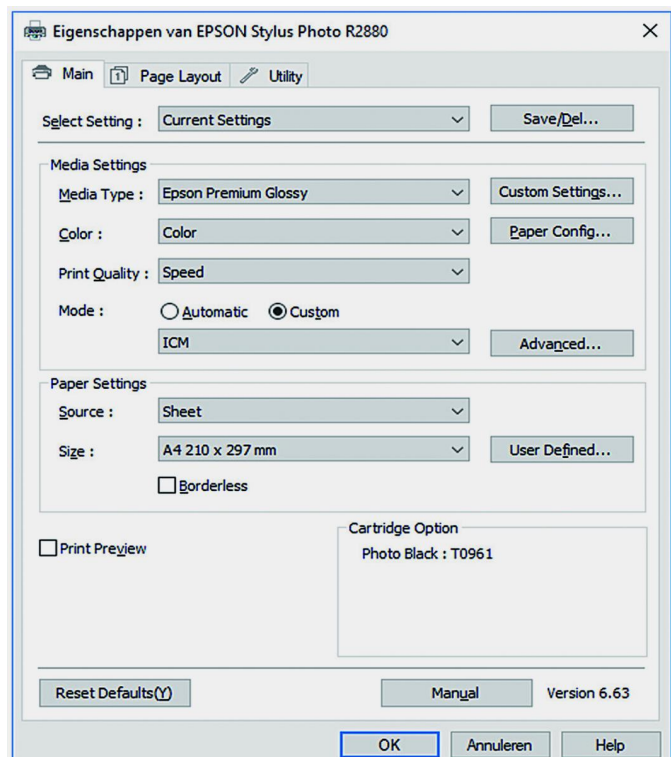 Eigenschappen van EPSON Stylus Photo R2880
Main 1 Page Layout Utility
Select Setting : Current Settings Save/Del...
Media Settings
Media Type : Epson Premium Glossy Custom Settings...
Color : Color Paper Config...
Print Quality : Speed
Mode : Automatic Custom
ICM Advanced...
Paper Settings
Source : Sheet
Size : A4 210 x 297 mm User Defined...
Borderless
Print Preview
Cartridge Option
Photo Black : T0961
Reset Defaults(Y) Manual Version 6.63
OK Annuleren Help